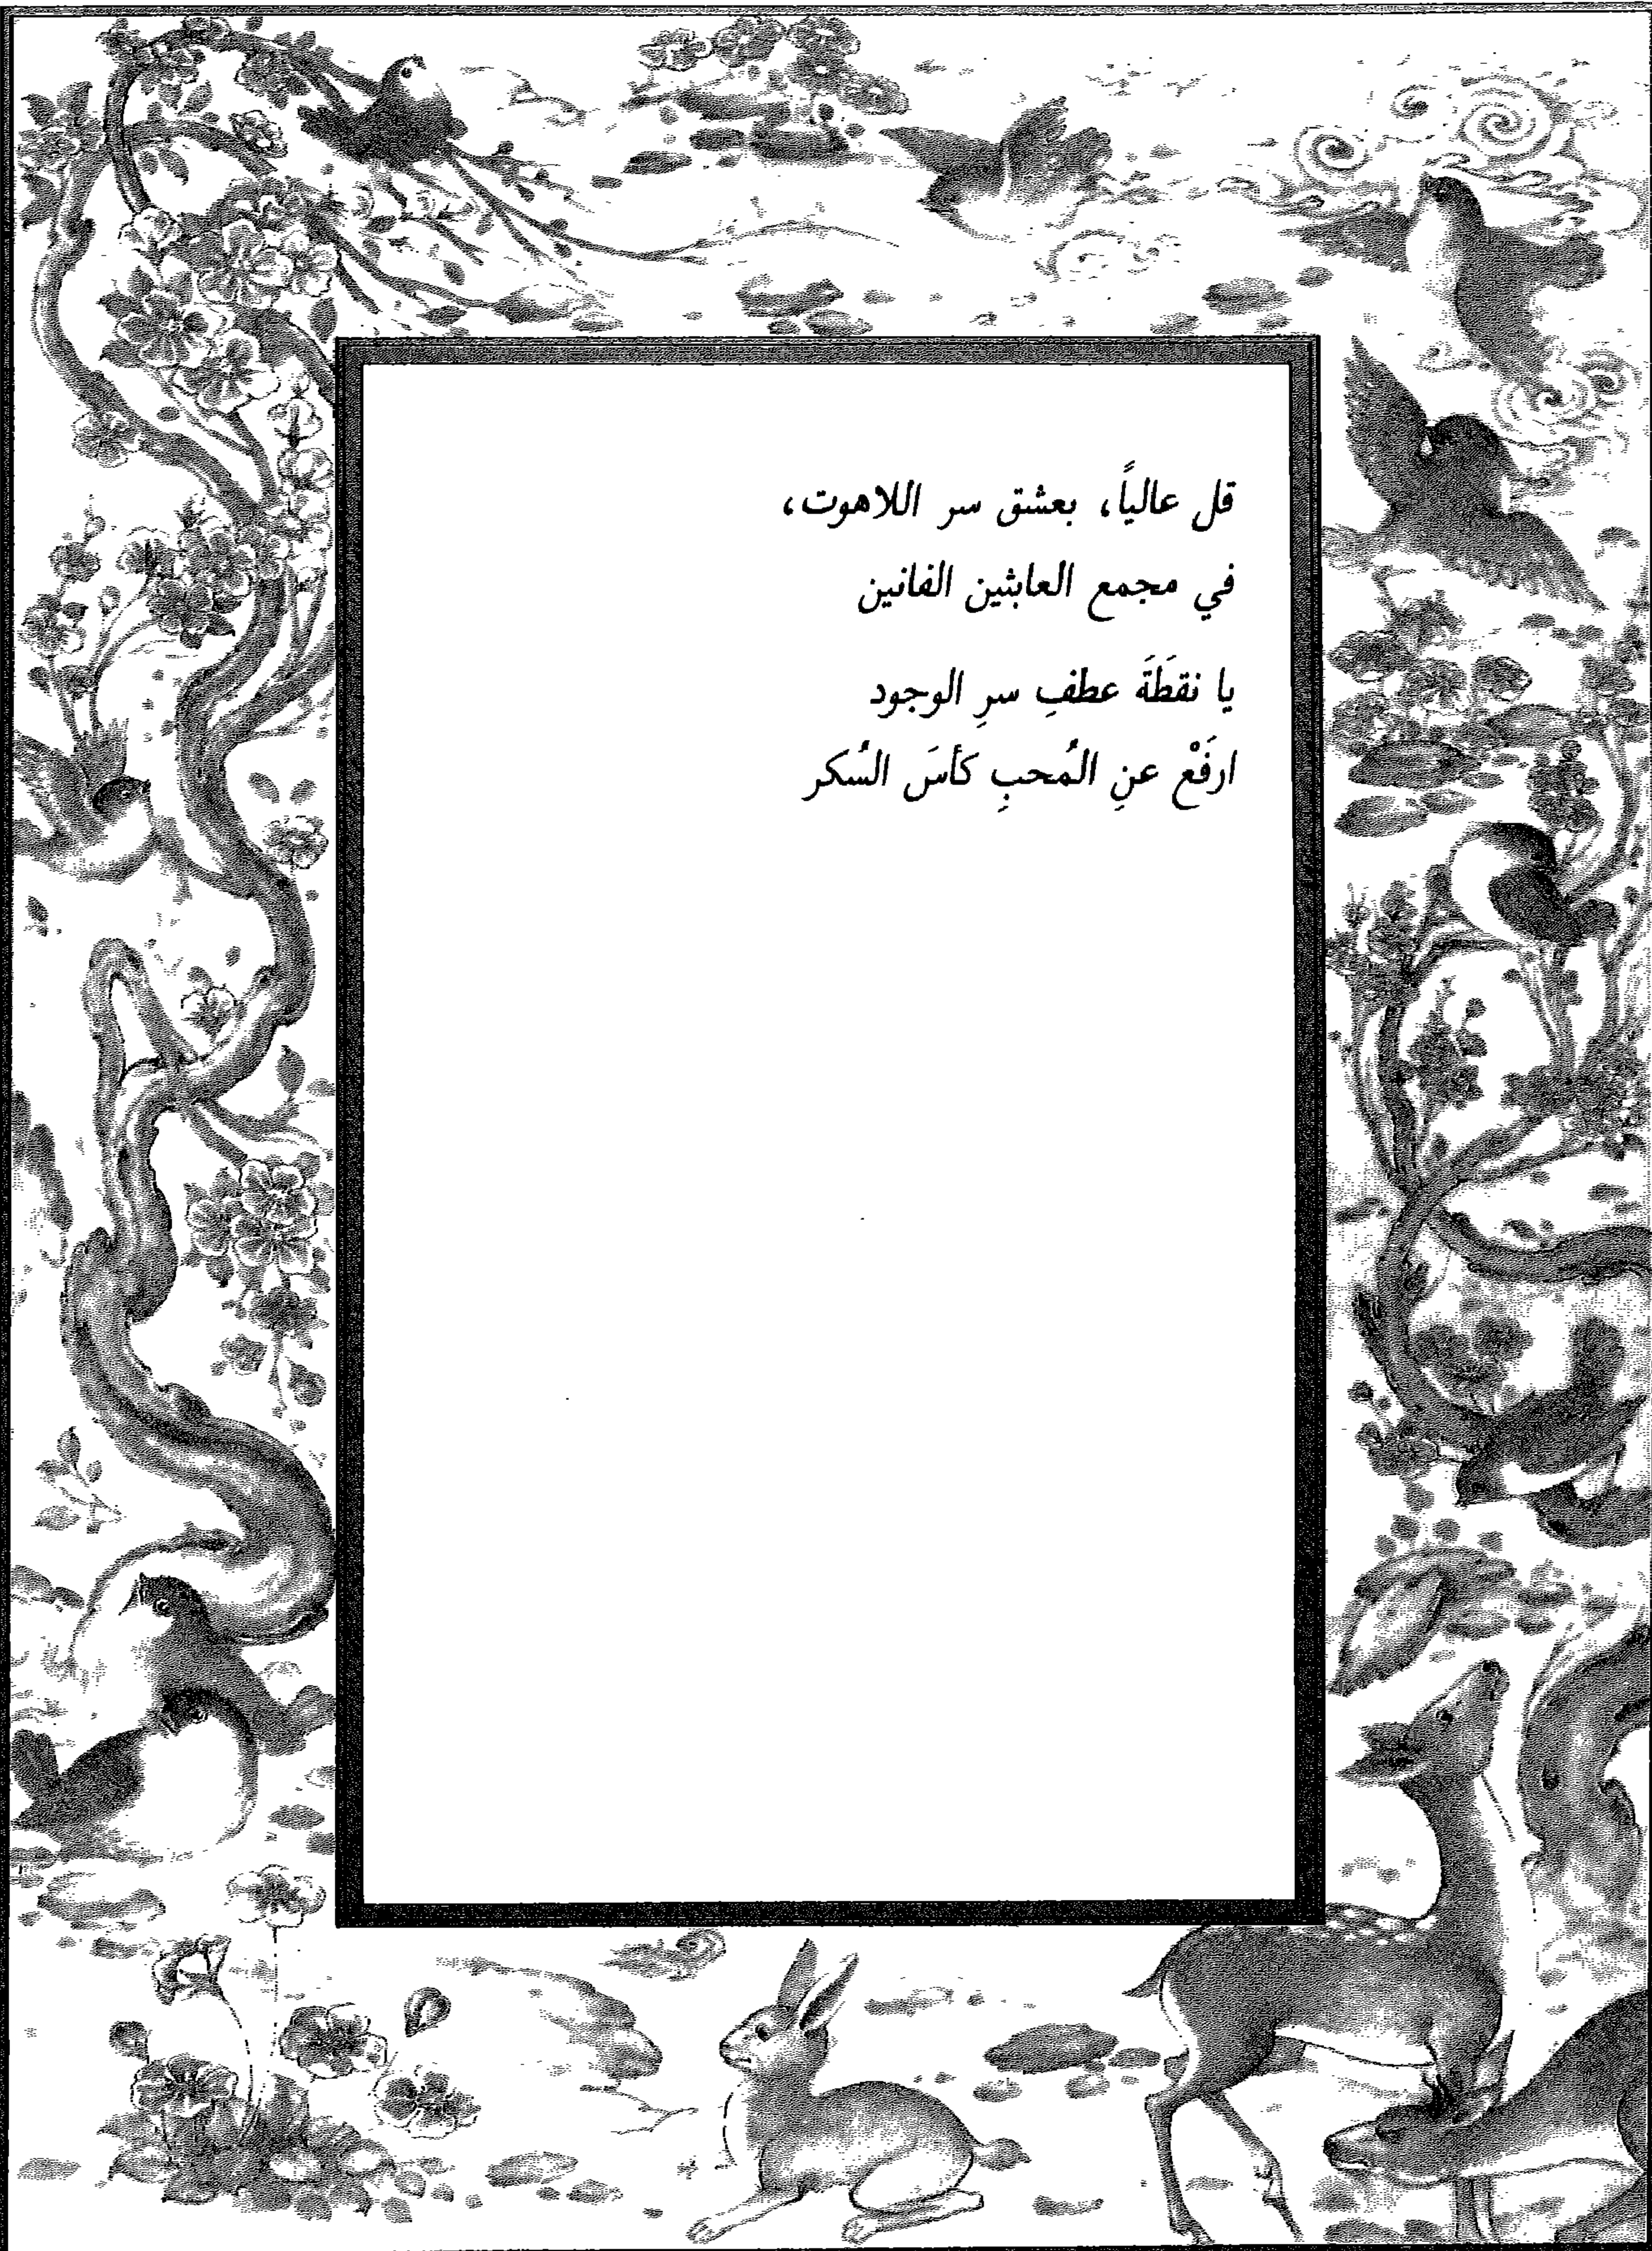 قل عالياً، بعشق سر اللاهوت،
في مجمع العابثين الفانين
يا نقطَةَ عطفِ سرِ الوجود
ارفَعْ عنِ المُحبِ كأسَ السُكر